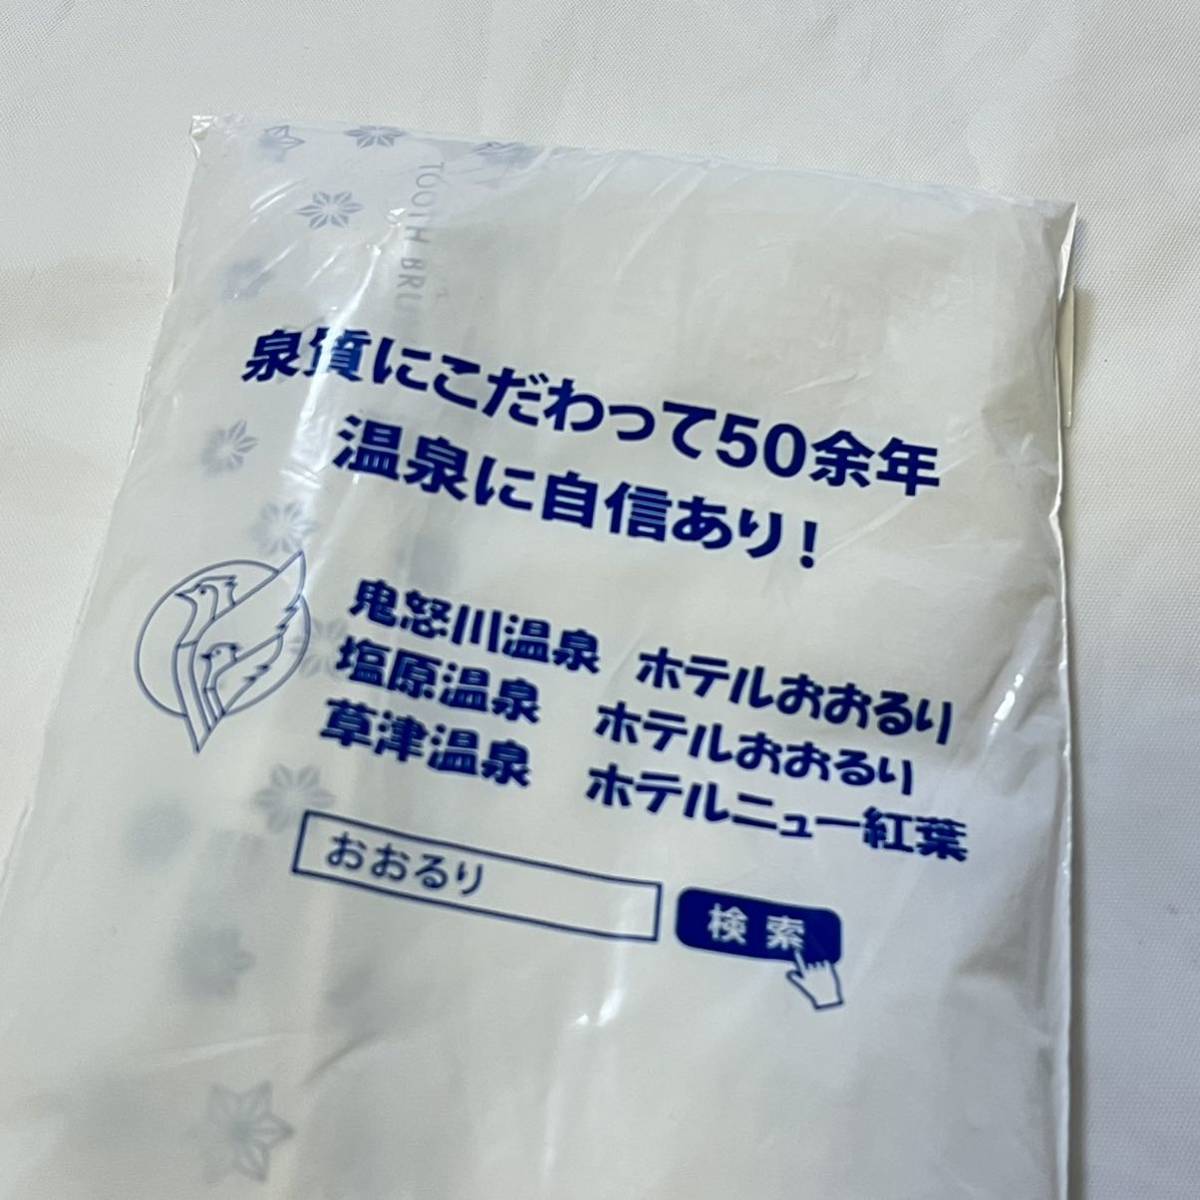 TOOTH BRU
泉質にこだわって50余年
温泉に自信あり！
鬼怒川温泉 ホテルおおるり
塩原温泉 ホテルおおるり
草津温泉 ホテルニュー紅葉
おおるり 検索